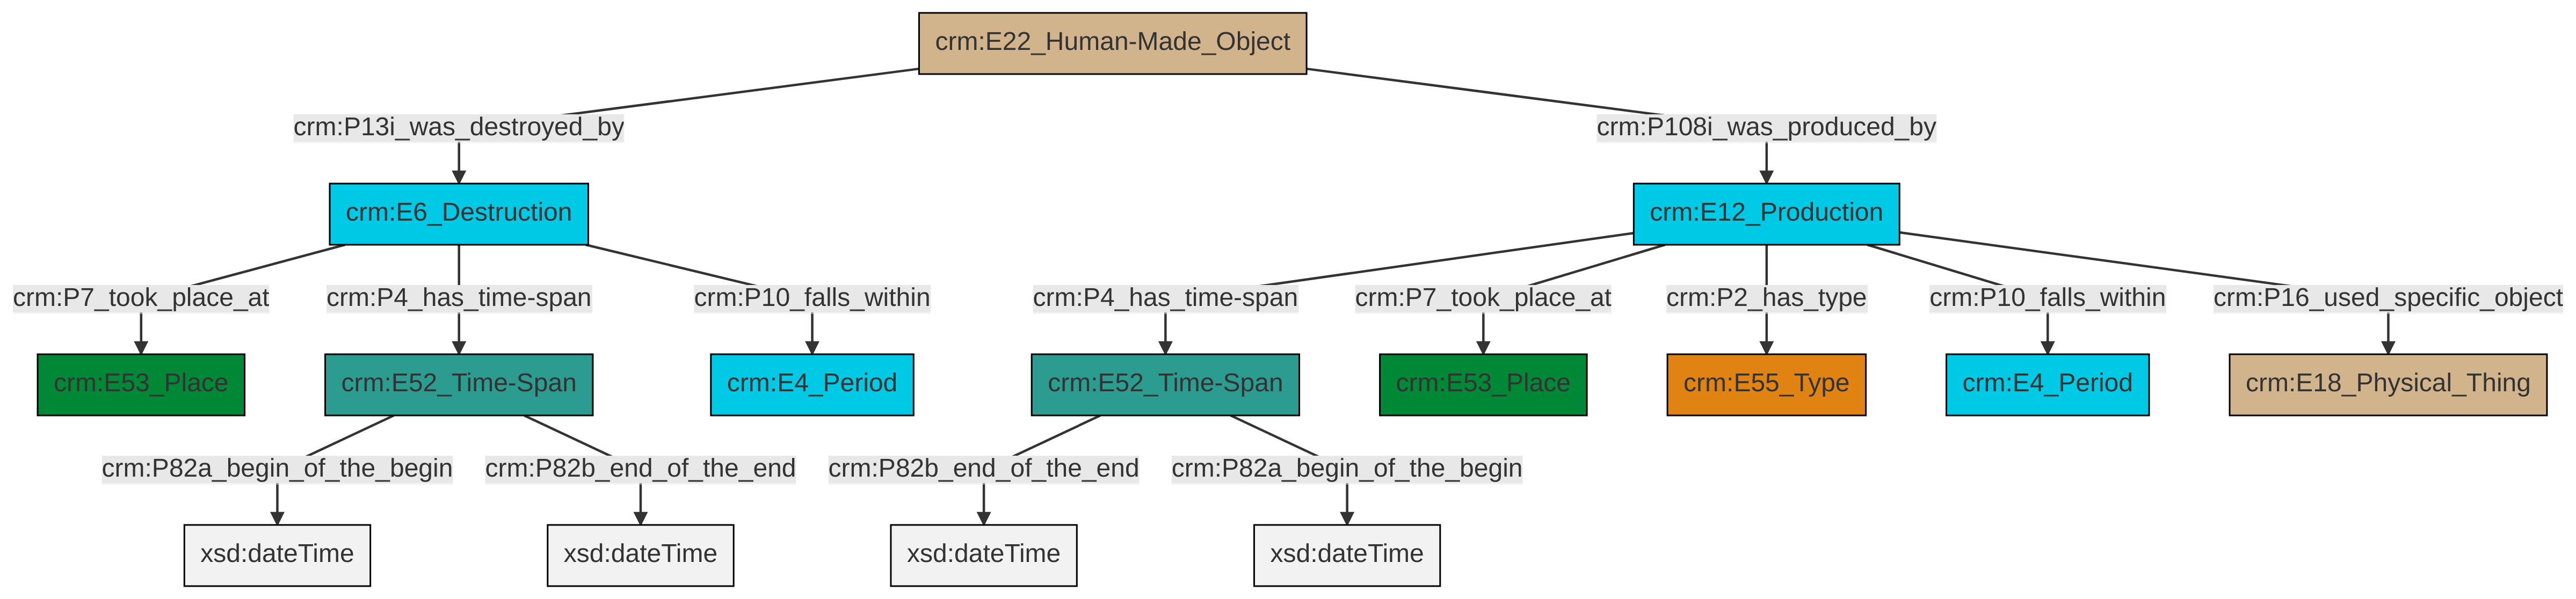 crm:E22_Human-Made_Object
crm:P13i_was_destroyed_by
crm:P108i_was_produced_by
crm:E6_Destruction
crm:E12_Production
crm:P7_took_place_at
crm:P4_has_time-span
crm:P10_falls_within
crm:P4_has_time-span
crm:P7_took_place_at
crm:P2_has_type
crm:P10_falls_within
crm:P16_used_specific_object
crm:E53_Place
crm:E52_Time-Span
crm:E4_Period
crm:E52_Time-Span
crm:E53_Place
crm:E55_Type
crm:E4_Period
crm:E18_Physical_Thing
crm:P82a_begin_of_the_begin
crm:P82b_end_of_the_end
crm:P82b_end_of_the_end
crm:P82a_begin_of_the_begin
xsd:dateTime
xsd:dateTime
xsd:dateTime
xsd:dateTime